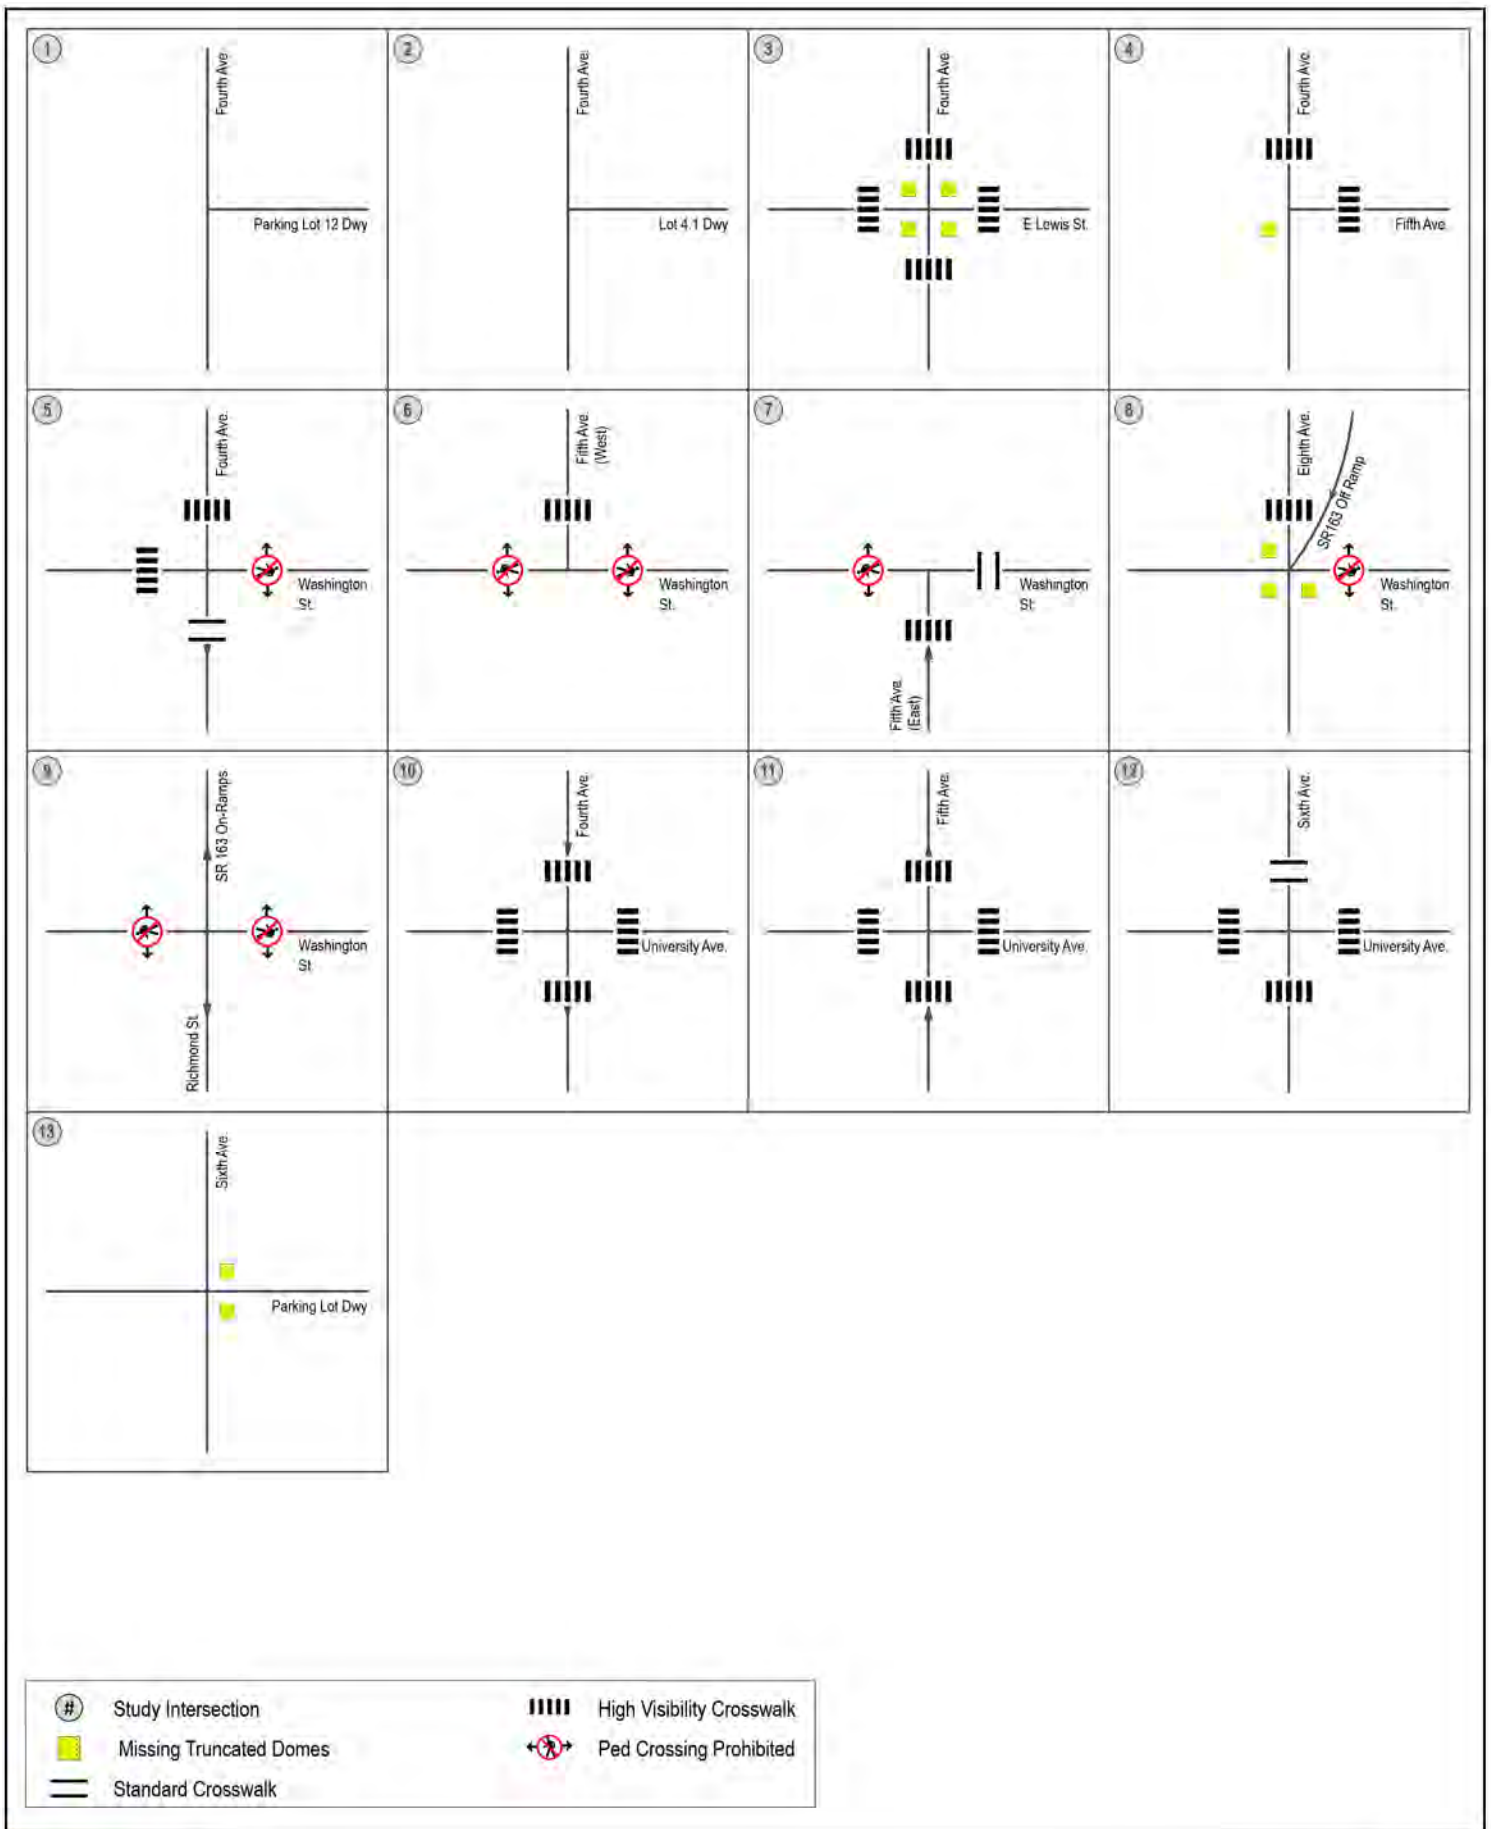 1
Fourth Ave.
Parking Lot 12 Dwy
2
Fourth Ave.
Lot 4.1 Dwy
3
Fourth Ave.
E Lewis St.
4
Fourth Ave.
Fifth Ave.
5
Fourth Ave.
Washington
St.
6
Fifth Ave.
(West)
Washington
St.
7
Washington
St.
Fifth Ave.
(East)
8
Eighth Ave.
SR163 Off Ramp
Washington
St.
9
SR 163 On-Ramps
Washington
St.
Richmond St.
10
Fourth Ave.
University Ave.
11
Fifth Ave.
University Ave.
12
Sixth Ave.
University Ave.
13
Sixth Ave.
Parking Lot Dwy
# Study Intersection
Missing Truncated Domes
Standard Crosswalk
High Visibility Crosswalk
Ped Crossing Prohibited